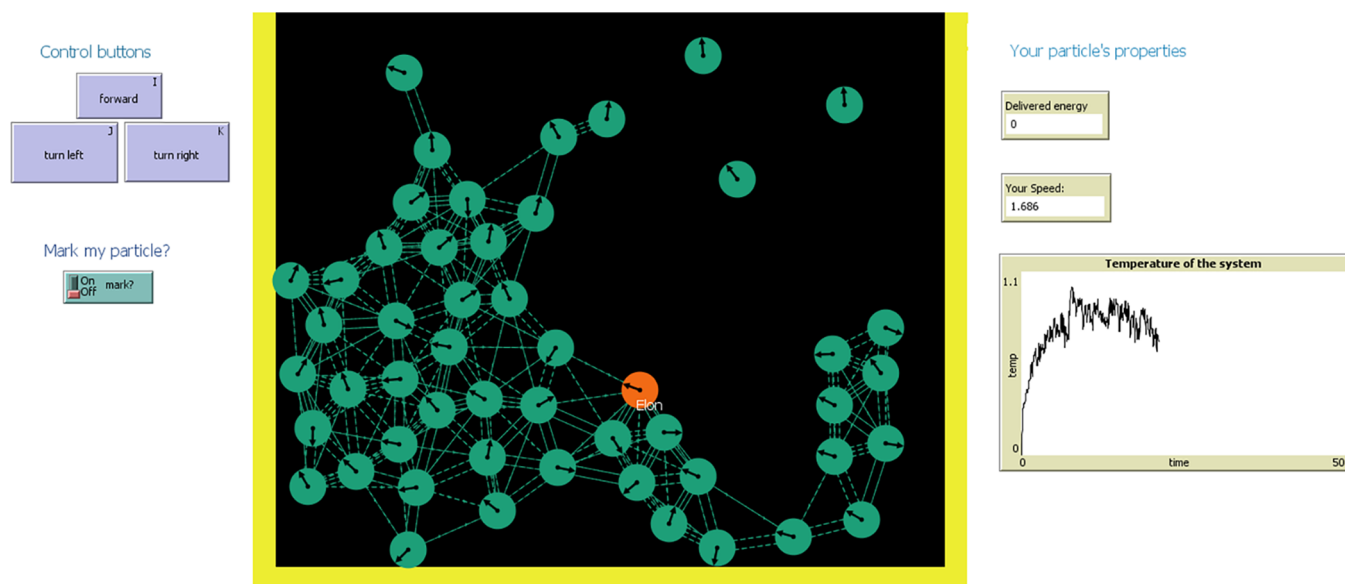 Control buttons
I
forward
J
turn left
K
turn right
Mark my particle?
On
Off
mark?
Elon
Your particle's properties
Delivered energy
0
Your Speed:
1.686
Temperature of the system
1.1
temp
0
0
time
50